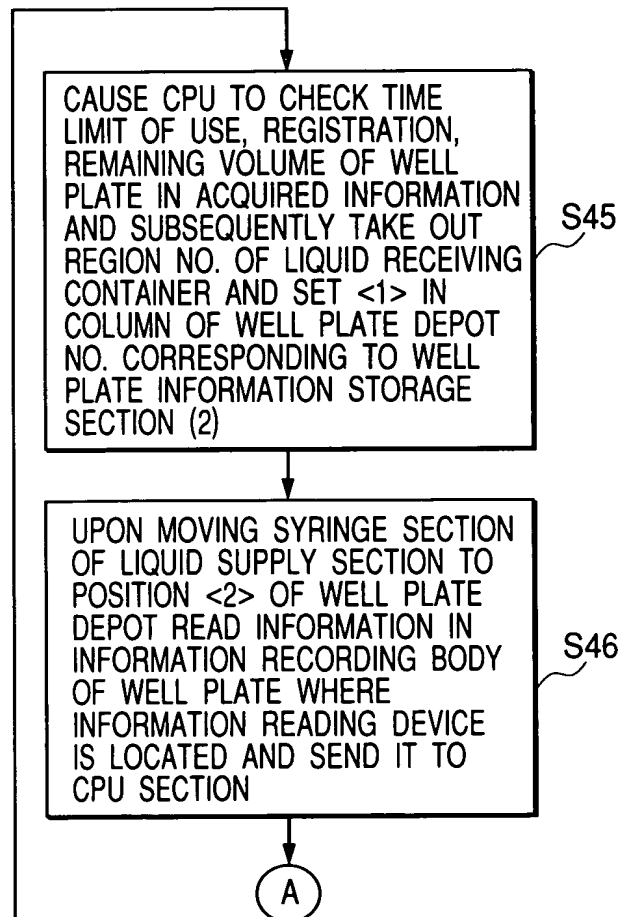 CAUSE CPU TO CHECK TIME
LIMIT OF USE, REGISTRATION,
REMAINING VOLUME OF WELL
PLATE IN ACQUIRED INFORMATION
AND SUBSEQUENTLY TAKE OUT
REGION NO. OF LIQUID RECEIVING
CONTAINER AND SET <1> IN
COLUMN OF WELL PLATE DEPOT
NO. CORRESPONDING TO WELL
PLATE INFORMATION STORAGE
SECTION (2)
S45
UPON MOVING SYRINGE SECTION
OF LIQUID SUPPLY SECTION TO
POSITION <2> OF WELL PLATE
DEPOT READ INFORMATION IN
INFORMATION RECORDING BODY
OF WELL PLATE WHERE
INFORMATION READING DEVICE
IS LOCATED AND SEND IT TO
CPU SECTION
S46
A